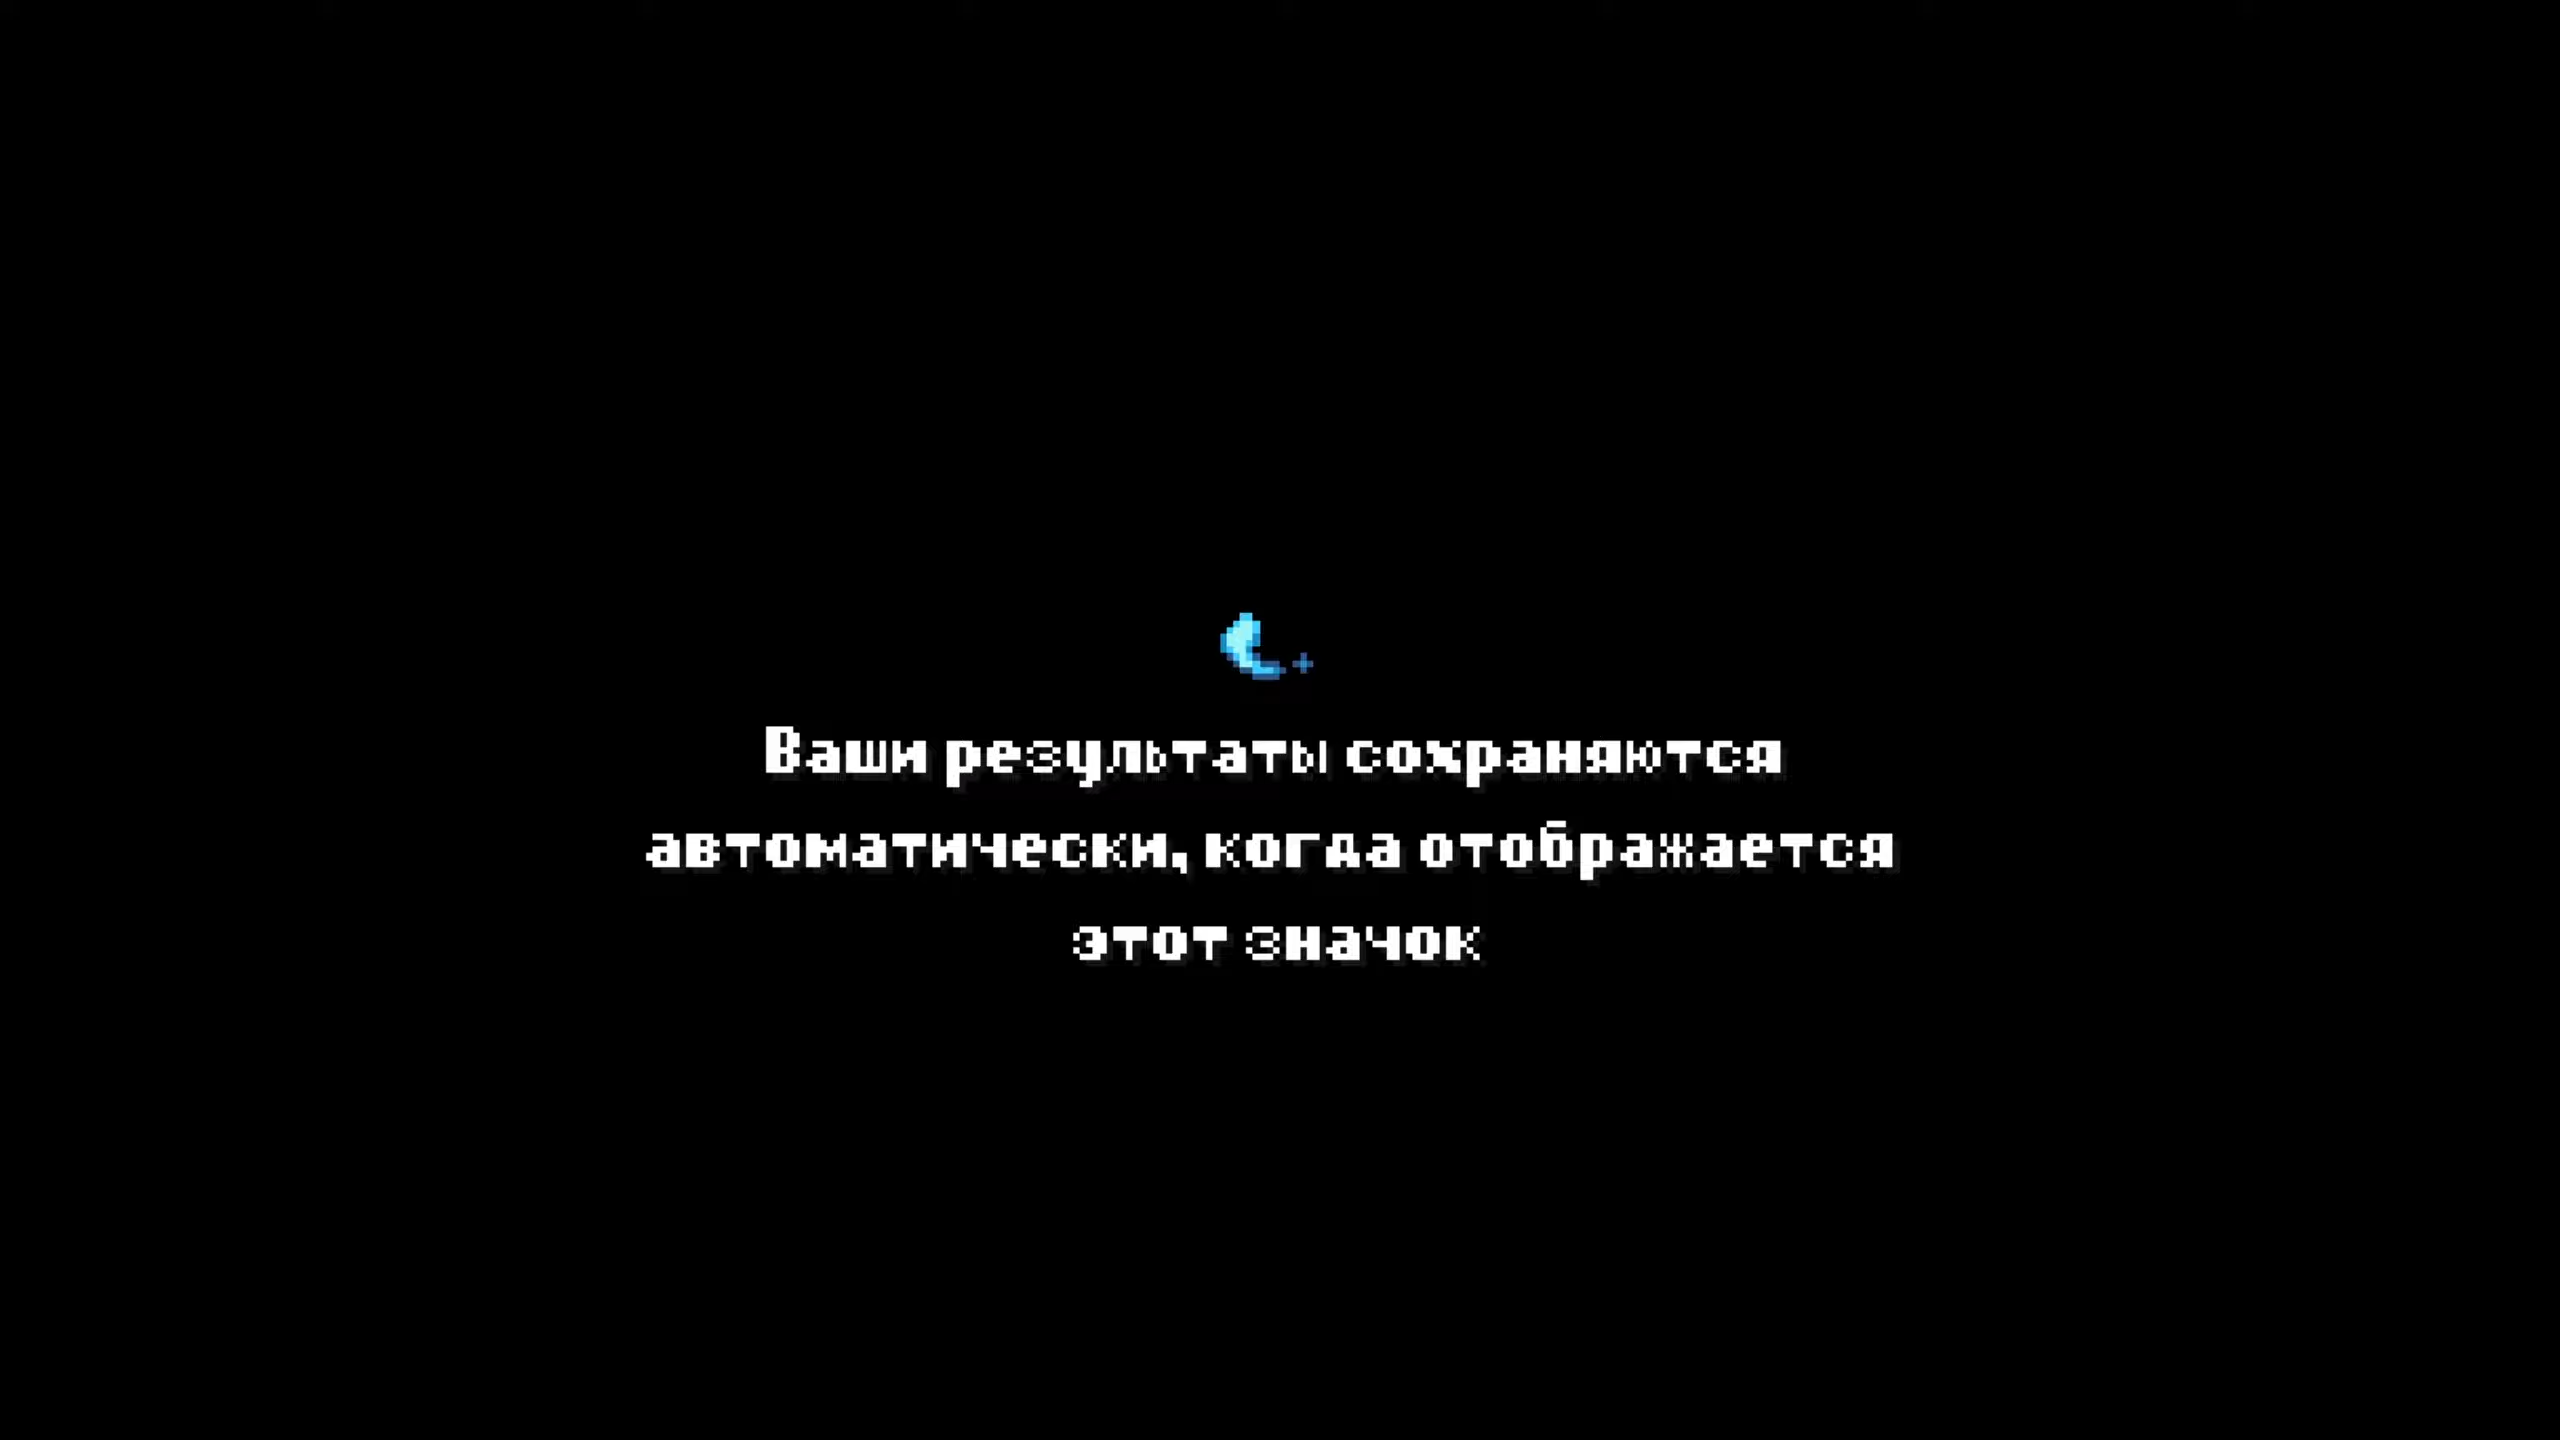 Ваши результаты сохраняются
автоматически, когда отображается
этот значок